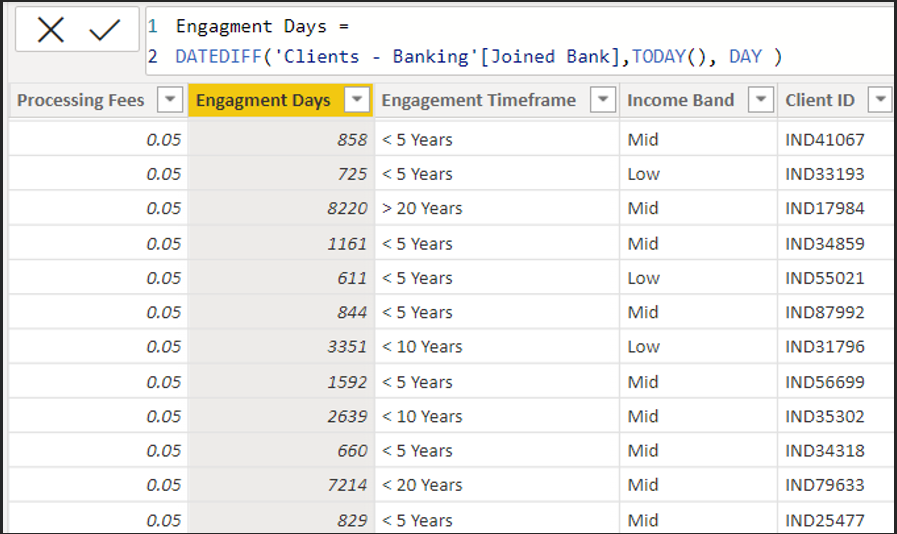 1 Engagment Days =
2 DATEDIFF('Clients - Banking'[Joined Bank],TODAY(), DAY )
Processing Fees Engagment Days Engagement Timeframe Income Band Client ID
0.05 858 < 5 Years Mid IND41067
0.05 725 < 5 Years Low IND33193
0.05 8220 > 20 Years Mid IND17984
0.05 1161 < 5 Years Mid IND34859
0.05 611 < 5 Years Low IND55021
0.05 844 < 5 Years Mid IND87992
0.05 3351 < 10 Years Low IND31796
0.05 1592 < 5 Years Mid IND56699
0.05 2639 < 10 Years Mid IND35302
0.05 660 < 5 Years Mid IND34318
0.05 7214 < 20 Years Mid IND79633
0.05 829 < 5 Years Mid IND25477